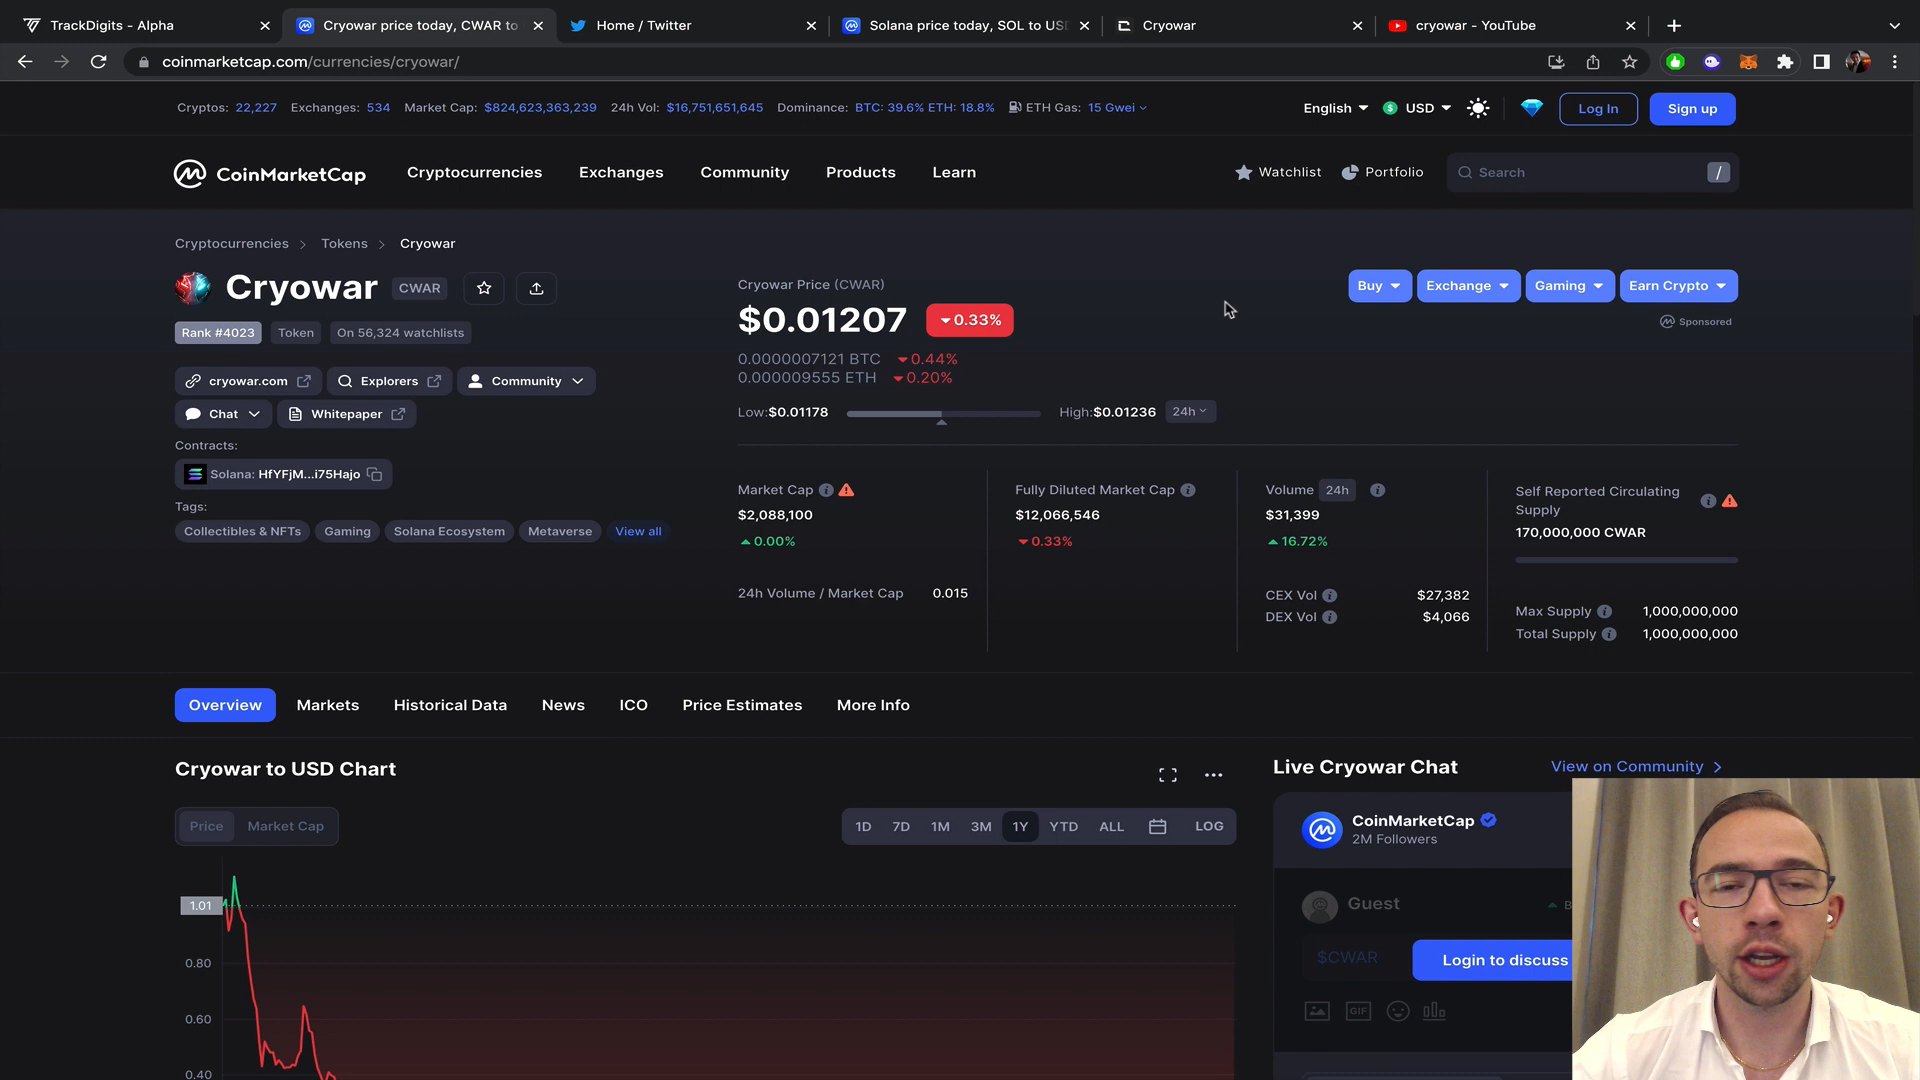 TrackDigits - Alpha
Cryowar price today, CWAR to
Home / Twitter
Solana price today, SOL to USD
Cryowar
cryowar - YouTube
coinmarketcap.com/currencies/cryowar/
Cryptos: 22,227 Exchanges: 534 Market Cap: $824,623,363,239 24h Vol: $16,751,651,645 Dominance: BTC: 39.6% ETH: 18.8% ETH Gas: 15 Gwei
English
USD
Log In
Sign up
CoinMarketCap
Cryptocurrencies
Exchanges
Community
Products
Learn
Watchlist
Portfolio
Search
/
Cryptocurrencies > Tokens > Cryowar
Cryowar CWAR
Rank #4023
Token
On 56,324 watchlists
cryowar.com
Explorers
Community
Chat
Whitepaper
Contracts:
Solana: HfYFjM...i75Hajo
Tags:
Collectibles & NFTs
Gaming
Solana Ecosystem
Metaverse
View all
Cryowar Price (CWAR)
$0.01207 0.33%
0.0000007121 BTC 0.44%
0.000009555 ETH 0.20%
Low:$0.01178
High:$0.01236
24h
Buy
Exchange
Gaming
Earn Crypto
Sponsored
Market Cap
$2,088,100
0.00%
24h Volume / Market Cap 0.015
Fully Diluted Market Cap
$12,066,546
0.33%
Volume 24h
$31,399
16.72%
CEX Vol $27,382
DEX Vol $4,066
Self Reported Circulating
Supply
170,000,000 CWAR
Max Supply 1,000,000,000
Total Supply 1,000,000,000
Overview
Markets
Historical Data
News
ICO
Price Estimates
More Info
Cryowar to USD Chart
Price
Market Cap
1D 7D 1M 3M 1Y YTD ALL LOG
1.01
0.80
0.60
0.40
Live Cryowar Chat
View on Community >
CoinMarketCap
2M Followers
Guest
B
$CWAR
Login to discuss
GIF